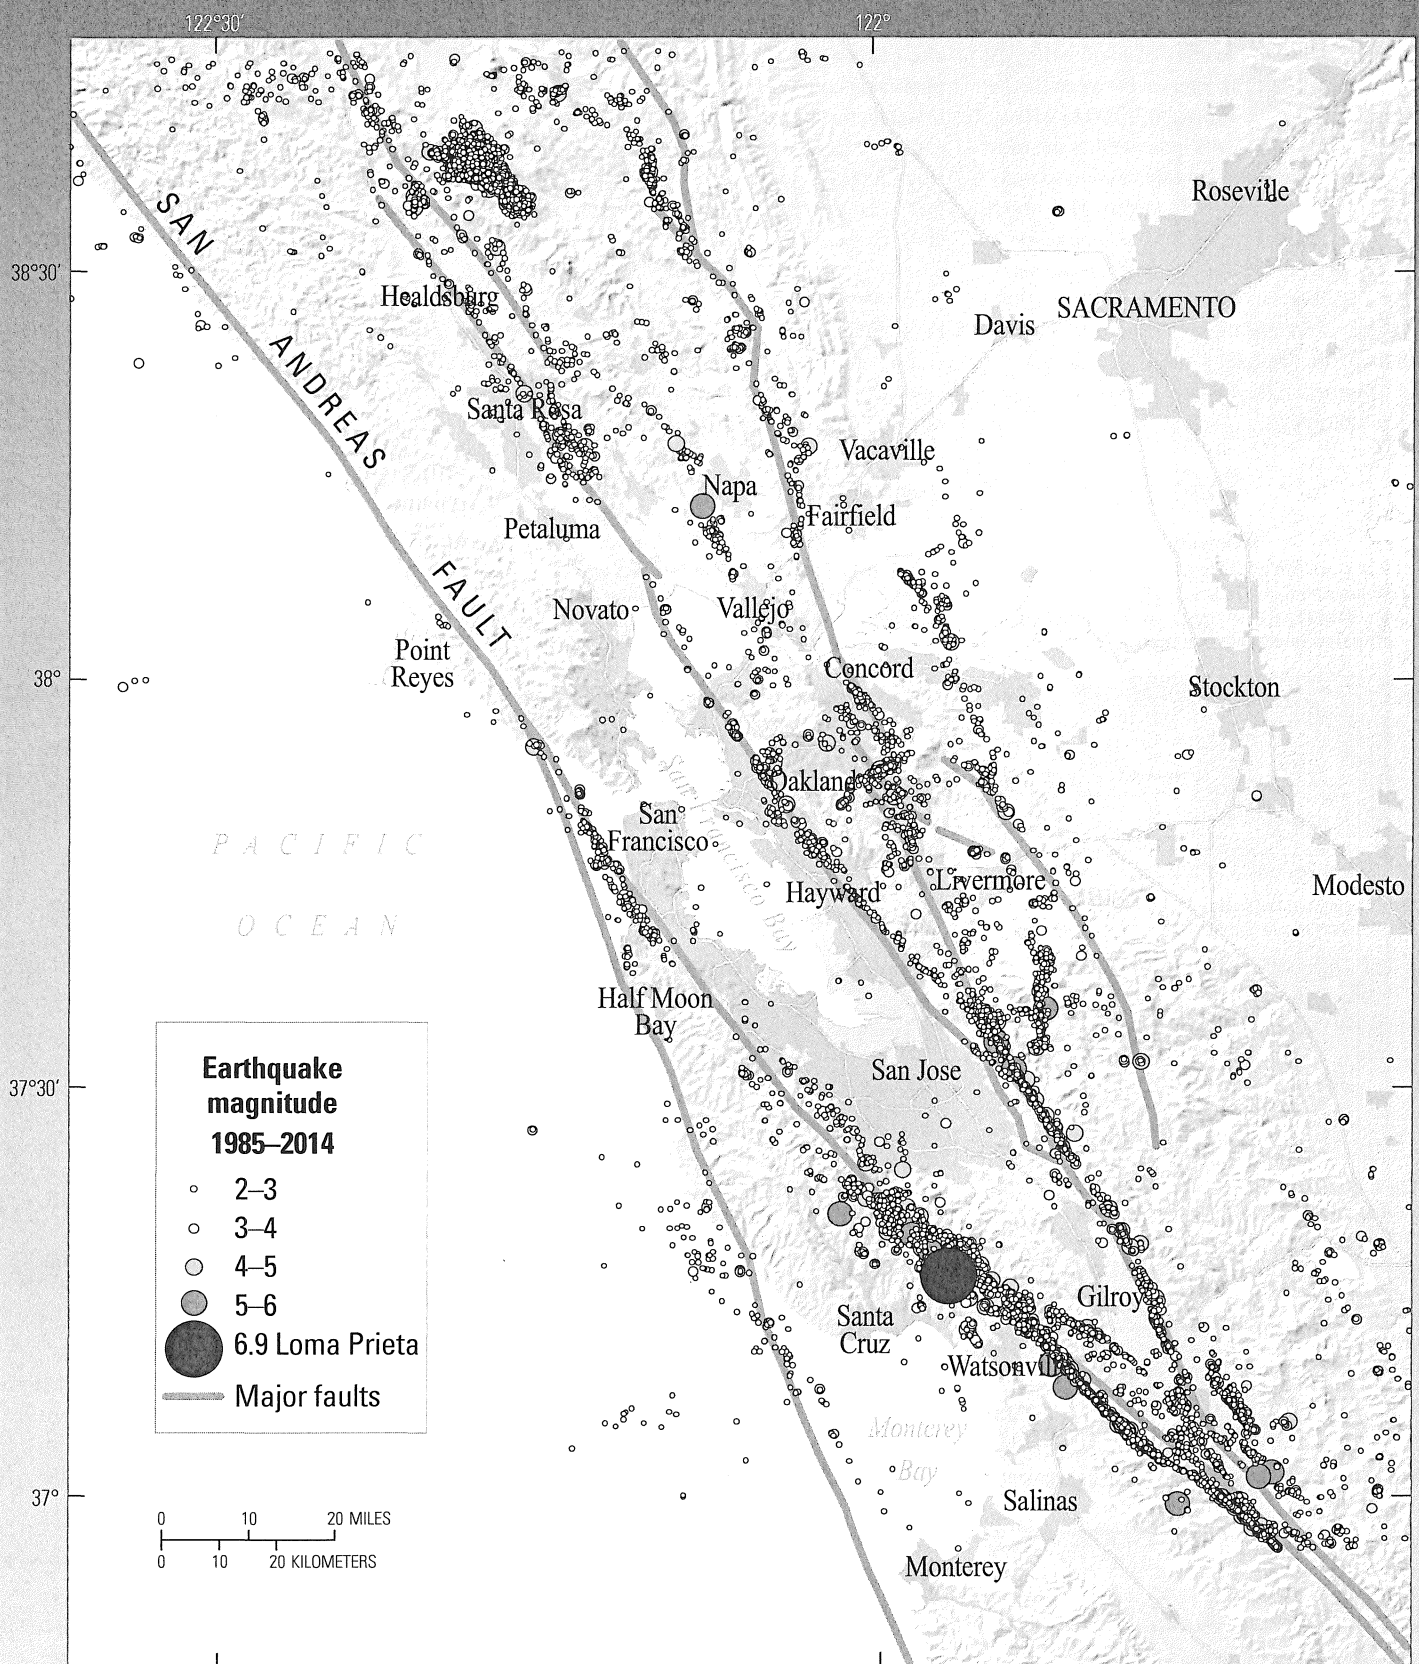 122°30′
122°
Roseville
SAN
38°30′
Healdsburg
SACRAMENTO
Davis
ANDREAS
Santa Rosa
Vacaville
Napa
Fairfield
Petaluma
FAULT
Novato
Vallejo
Point
Reyes
Concord
38°
Stockton
Oakland
San Francisco Bay
San
Francisco
PACIFIC
OCEAN
Livermore
Hayward
Modesto
Half Moon
Bay
San Jose
37°30′
Earthquake
magnitude
1985–2014
2–3
3–4
4–5
5–6
6.9 Loma Prieta
Major faults
Gilroy
Santa
Cruz
Watsonville
Monterey
Bay
37°
Salinas
0 10 20 MILES
0 10 20 KILOMETERS
Monterey